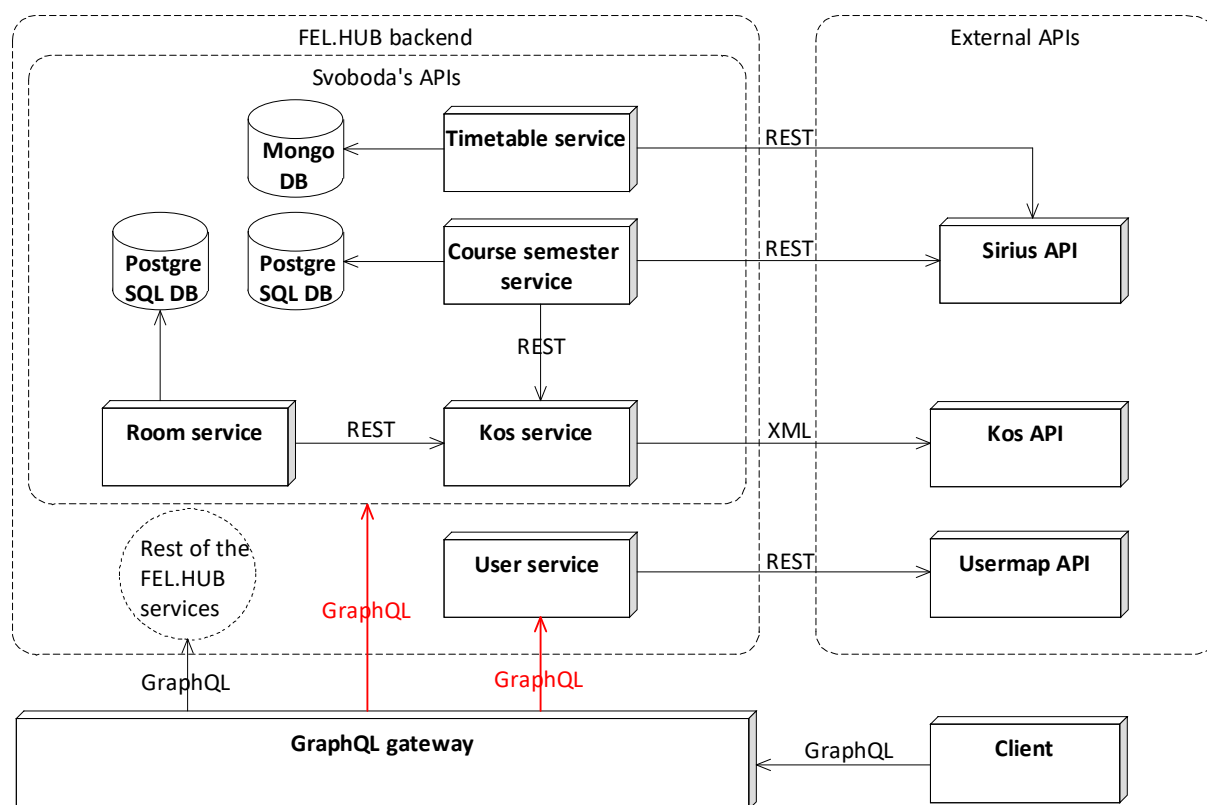 FEL.HUB backend
External APIs
Svoboda's APIs
Mongo
DB
Timetable service
REST
Postgre
SQL DB
Postgre
SQL DB
Course semester
service
REST
Sirius API
REST
Room service
REST
Kos service
XML
Kos API
Rest of the
FEL.HUB
services
User service
REST
Usermap API
GraphQL
GraphQL
GraphQL
GraphQL gateway
GraphQL
Client